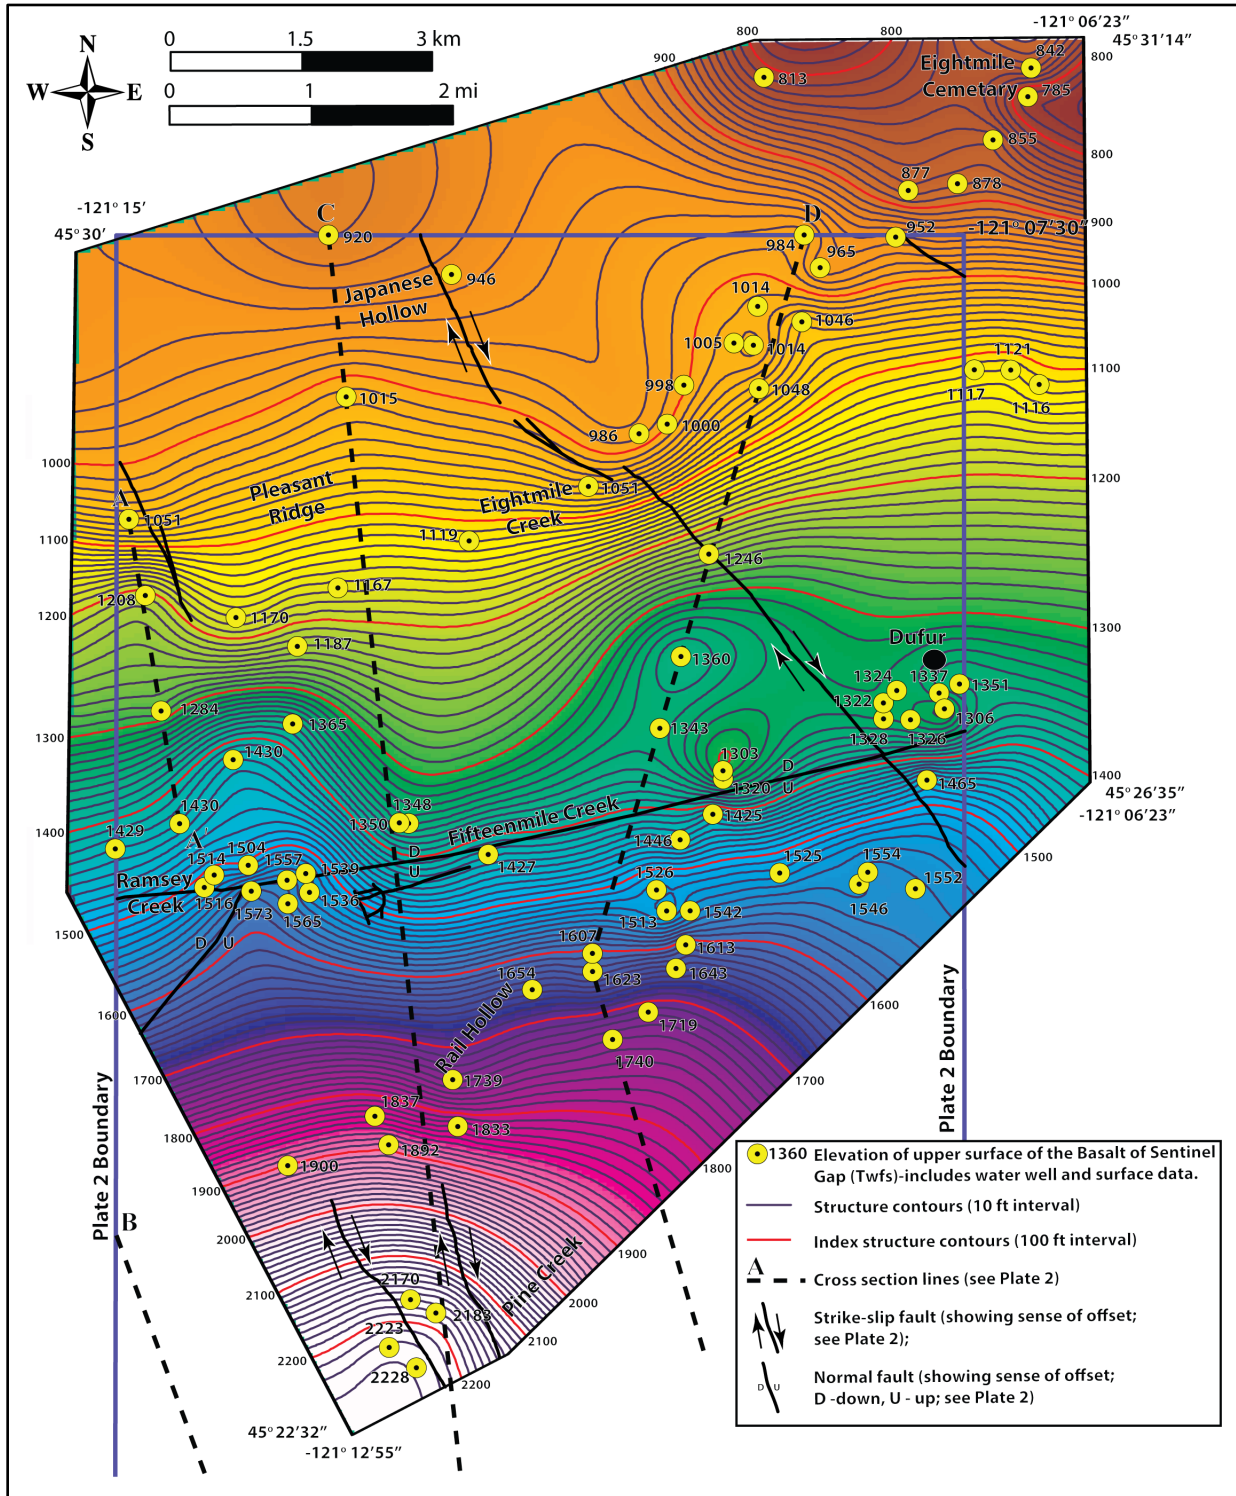 -121° 06’23”
45° 31’14”
N
W E
S
0 1.5 3 km
0 1 2 mi
800
800
900
842
800
813
Eightmile
Cemetary
785
855
800
877
878
-121° 15’
45° 30’
C
D
900
952
-121° 07’30”
920
984
965
946
Japanese
Hollow
1000
1014
1046
1005
1014
1121
1100
998
1048
1117
1116
1015
986
1000
1000
Pleasant
Ridge
Eightmile
Creek
1051
1200
A
1051
1119
1100
1246
1208
1167
1200
1170
1300
1187
Dufur
1360
1324
1337
1351
1322
1284
1365
1343
1306
1328
1326
1300
1430
1303
D
U
1320
1465
1400
45° 26’35”
-121° 06’23”
1430
1348
1350
Fifteenmile Creek
1425
1400
1429
A’
1446
D
U
1427
1504
1514
1557
1539
1525
1554
1500
Ramsey
Creek
1526
1552
1516
1536
1546
1573
1565
1513
1542
1500
D U
1607
1613
1654
1623
1643
1600
1600
Rail Hollow
1719
1740
Plate 2 Boundary
Plate 2 Boundary
1700
1739
1700
1837
1833
1800
1892
1800
1900
1900
B
2000
1900
Pine Creek
2170
2100
2000
2183
2223
2100
2200
2228
2200
45° 22’32”
-121° 12’55”
1360 Elevation of upper surface of the Basalt of Sentinel
Gap (Twfs)-includes water well and surface data.
Structure contours (10 ft interval)
Index structure contours (100 ft interval)
A
Cross section lines (see Plate 2)
Strike-slip fault (showing sense of offset;
see Plate 2);
Normal fault (showing sense of offset;
D U
D -down, U - up; see Plate 2)